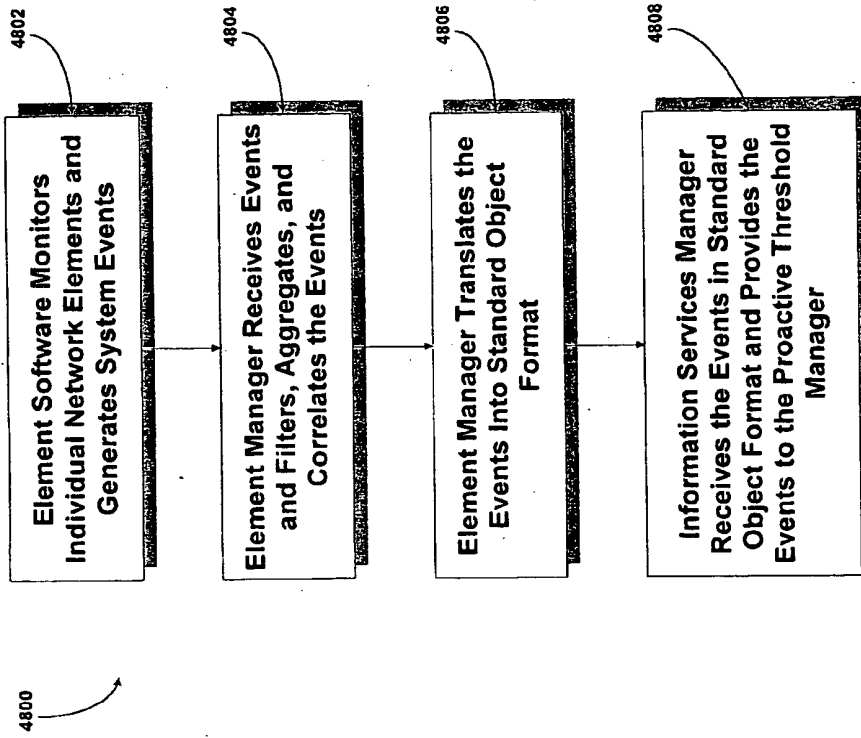 4800
4802
Element Software Monitors
Individual Network Elements and
Generates System Events
4804
Element Manager Receives Events
and Filters, Aggregates, and
Correlates the Events
4806
Element Manager Translates the
Events Into Standard Object
Format
4808
Information Services Manager
Receives the Events in Standard
Object Format and Provides the
Events to the Proactive Threshold
Manager